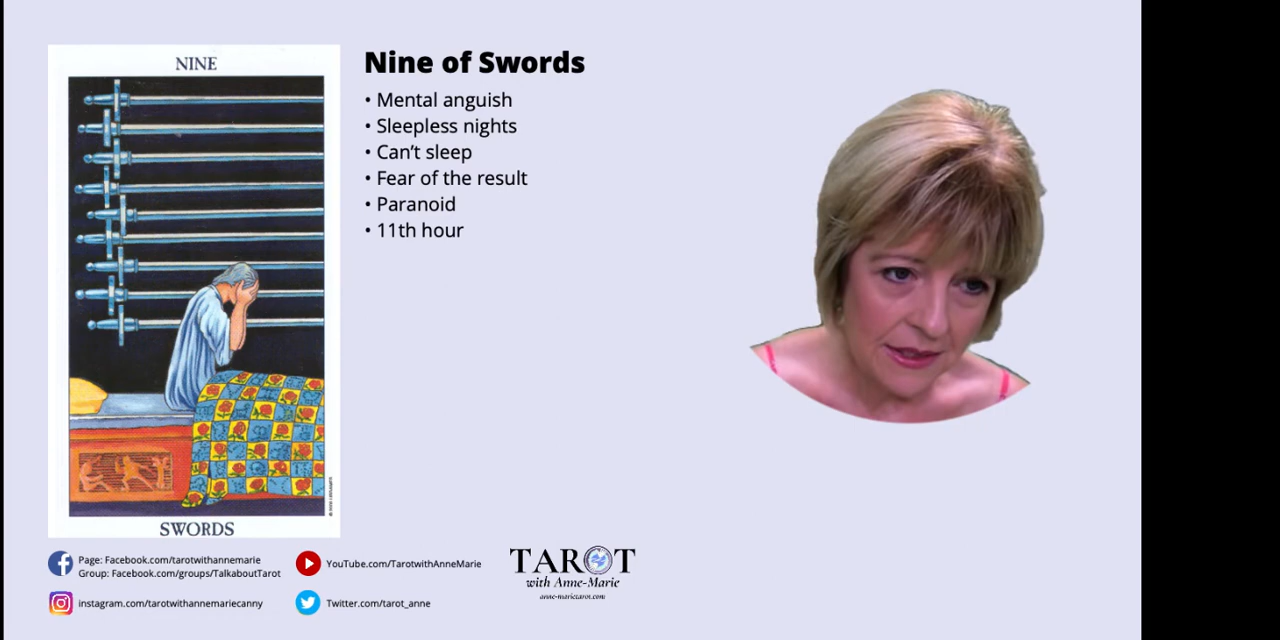 NINE
SWORDS
Nine of Swords
• Mental anguish
• Sleepless nights
• Can't sleep
• Fear of the result
• Paranoid
• 11th hour
Page: Facebook.com/tarotwithannemarie
Group: Facebook.com/groups/TalkaboutTarot
YouTube.com/TarotwithAnneMarie
instagram.com/tarotwithannemariecanny
Twitter.com/tarot_anne
TAROT
with Anne-Marie
anne-marietarot.com